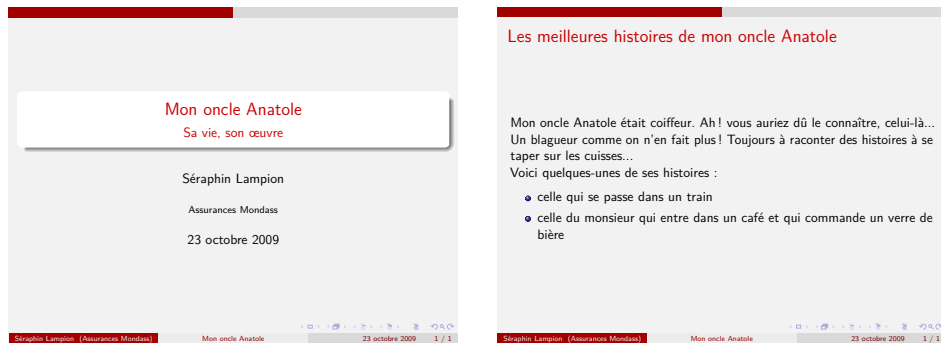 Mon oncle Anatole
Sa vie, son œuvre
Séraphin Lampion
Assurances Mondass
23 octobre 2009
Séraphin Lampion (Assurances Mondass) Mon oncle Anatole 23 octobre 2009 1 / 1
Les meilleures histoires de mon oncle Anatole
Mon oncle Anatole était coiffeur. Ah ! vous auriez dû le connaître, celui-là...
Un blagueur comme on n'en fait plus ! Toujours à raconter des histoires à se
taper sur les cuisses...
Voici quelques-unes de ses histoires :
celle qui se passe dans un train
celle du monsieur qui entre dans un café et qui commande un verre de
bière
Séraphin Lampion (Assurances Mondass) Mon oncle Anatole 23 octobre 2009 1 / 1